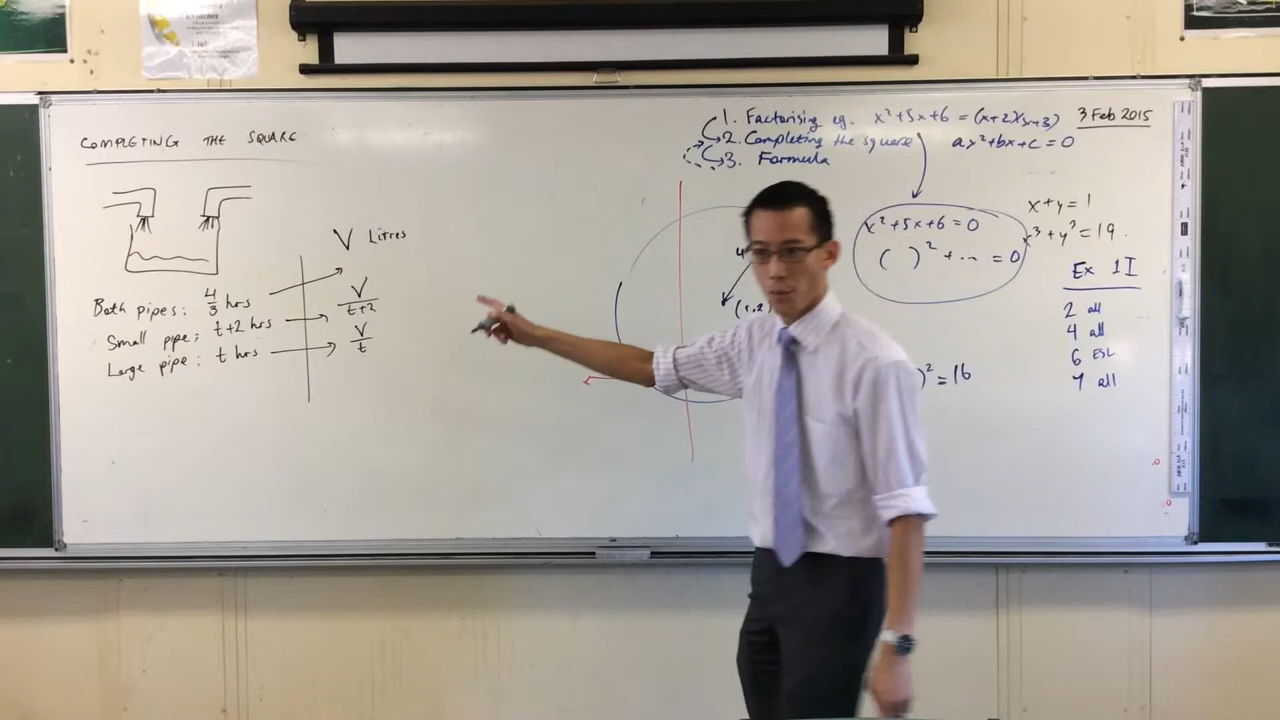 Evidence
COMPLETING THE SQUARE
V Litres
Both pipes: 4/3 hrs
Small pipe: t+2 hrs
V/(t+2)
Large pipe: t hrs
V/t
1. Factorising eg. x²+5x+6 = (x+2)(x+3)
2. Completing the square
3. Formula
ax²+bx+c=0
3 Feb 2015
x²+5x+6=0
( )²+... = 0
)² = 16
x+y=1
x³+y³=19.
Ex 1I
2 all
4 all
6 ESL
7 all